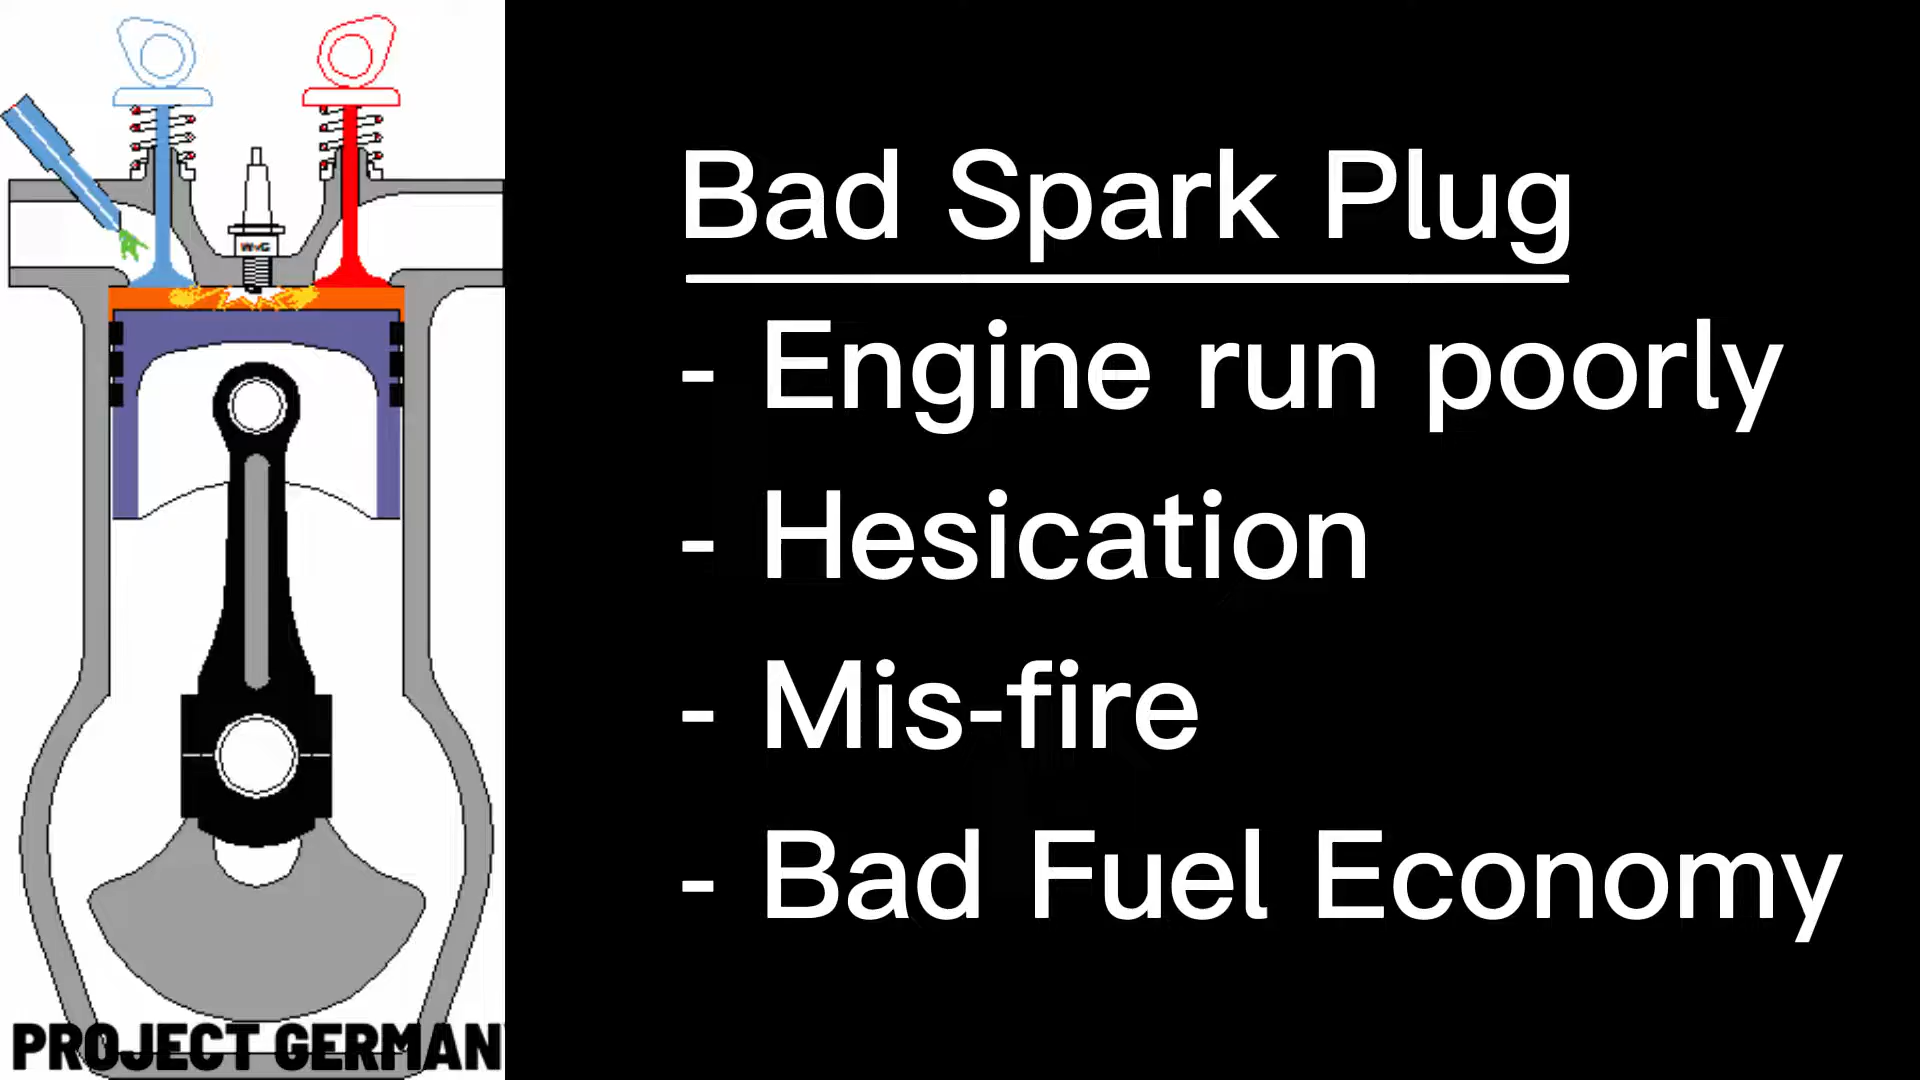 Bad Spark Plug
- Engine run poorly
- Hesication
- Mis-fire
- Bad Fuel Economy
PROJECT GERMAN